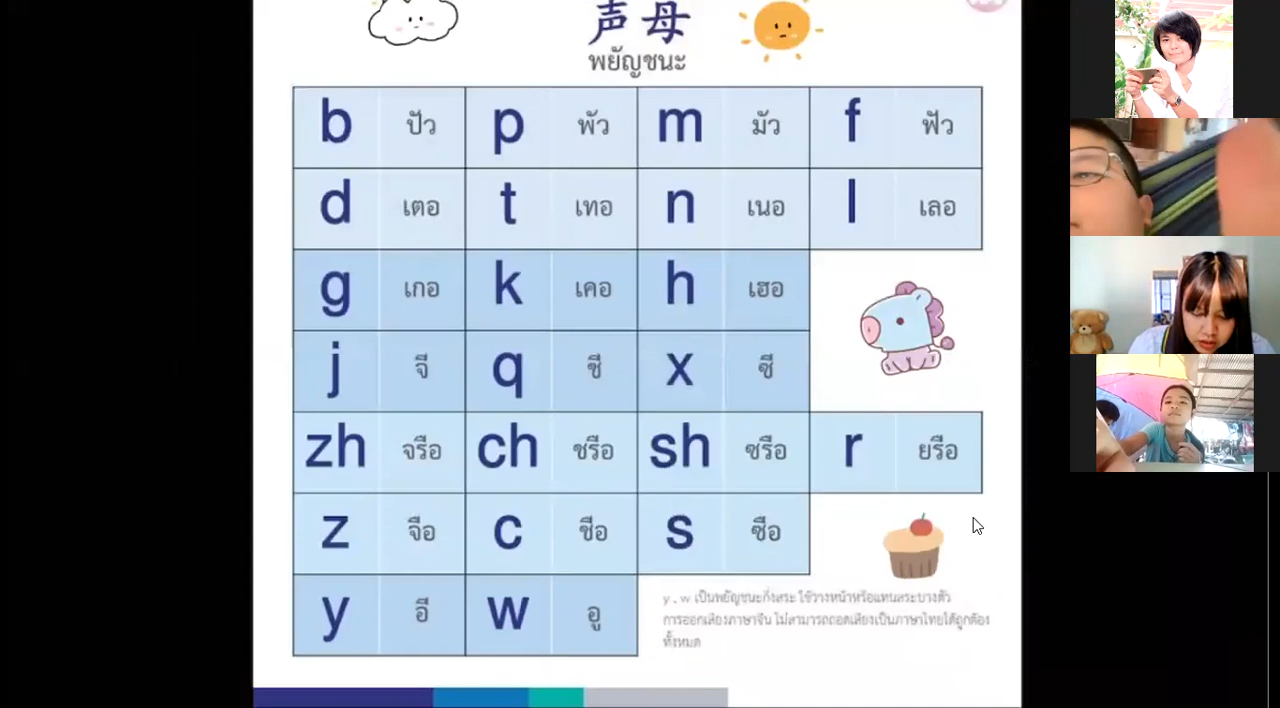 声母
พยัญชนะ
b ปัว p พัว m มัว f ฟัว
d เตอ t เทอ n เนอ l เลอ
g เกอ k เคอ h เฮอ
j จี q ชี x ซี
zh จรือ ch ชรือ sh ซรือ r ยรือ
z จือ c ชือ s ซือ
y อี w อู
y , w เป็นพยัญชนะกึ่งสระ ใช้วางหน้าหรือแทนสระบางตัว
การออกเสียงภาษาจีน ไม่สามารถถอดเสียงเป็นภาษาไทยได้ถูกต้อง
ทั้งหมด